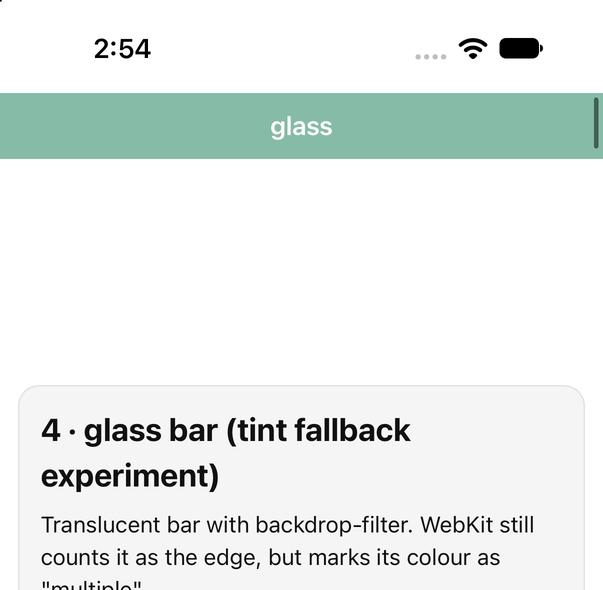 2:54
glass
4 · glass bar (tint fallback
experiment)
Translucent bar with backdrop-filter. WebKit still
counts it as the edge, but marks its colour as
"multiple"